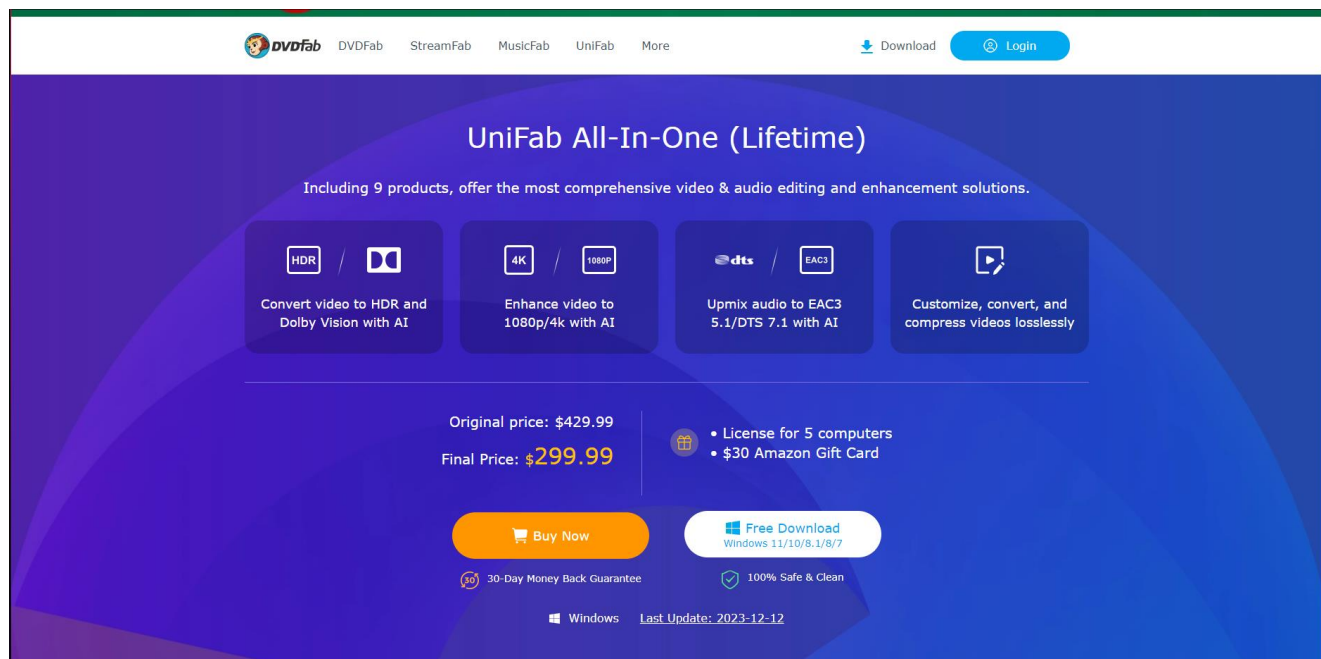 DVDFab DVDFab StreamFab MusicFab UniFab More Download Login
UniFab All-In-One (Lifetime)
Including 9 products, offer the most comprehensive video & audio editing and enhancement solutions.
HDR
Convert video to HDR and
Dolby Vision with AI
4K 1080P
Enhance video to
1080p/4k with AI
dts EAC3
Upmix audio to EAC3
5.1/DTS 7.1 with AI
Customize, convert, and
compress videos losslessly
Original price: $429.99
Final Price: $299.99
• License for 5 computers
• $30 Amazon Gift Card
Buy Now
Free Download
Windows 11/10/8.1/8/7
30 30-Day Money Back Guarantee
100% Safe & Clean
Windows Last Update: 2023-12-12